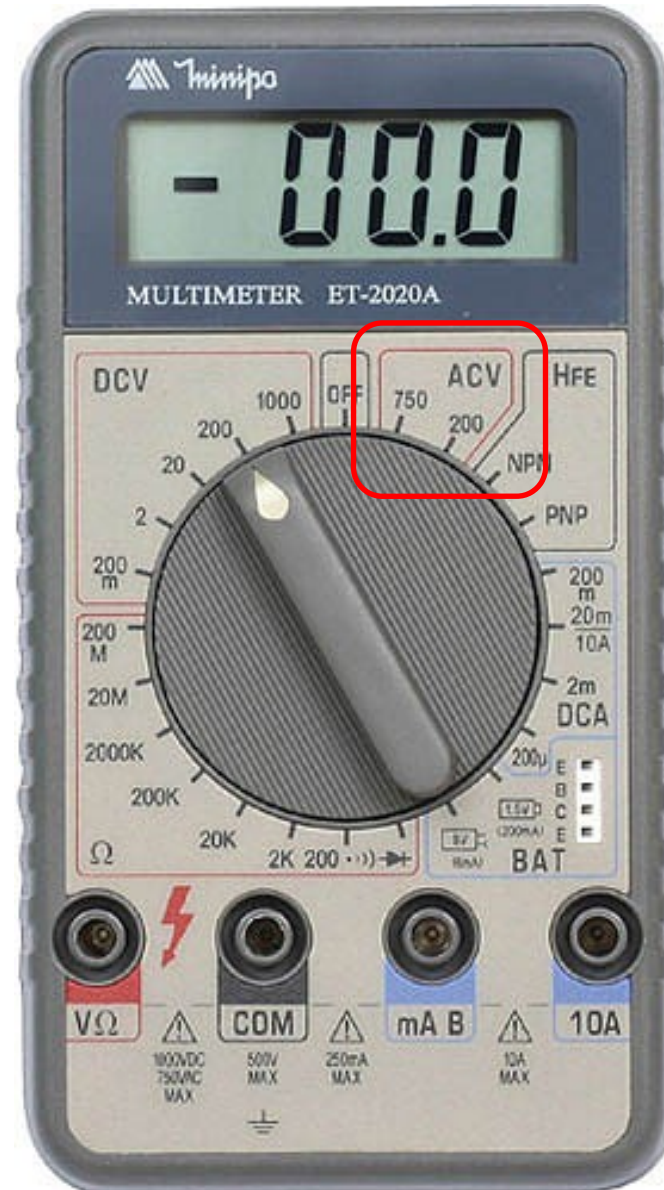 minipa
- 00.0
MULTIMETER ET-2020A
DCV
1000
OFF
750
ACV
HFE
200
200
20
NPN
2
PNP
200
m
200
m
200
M
20m
10A
20M
2m
DCA
2000K
200µ
E
B
200K
1.5V
C
(200mA)
E
20K
9V
Ω
2K
200
BAT
VΩ
COM
mA B
10A
1000VDC
750VAC
MAX
500V
MAX
250mA
MAX
10A
MAX